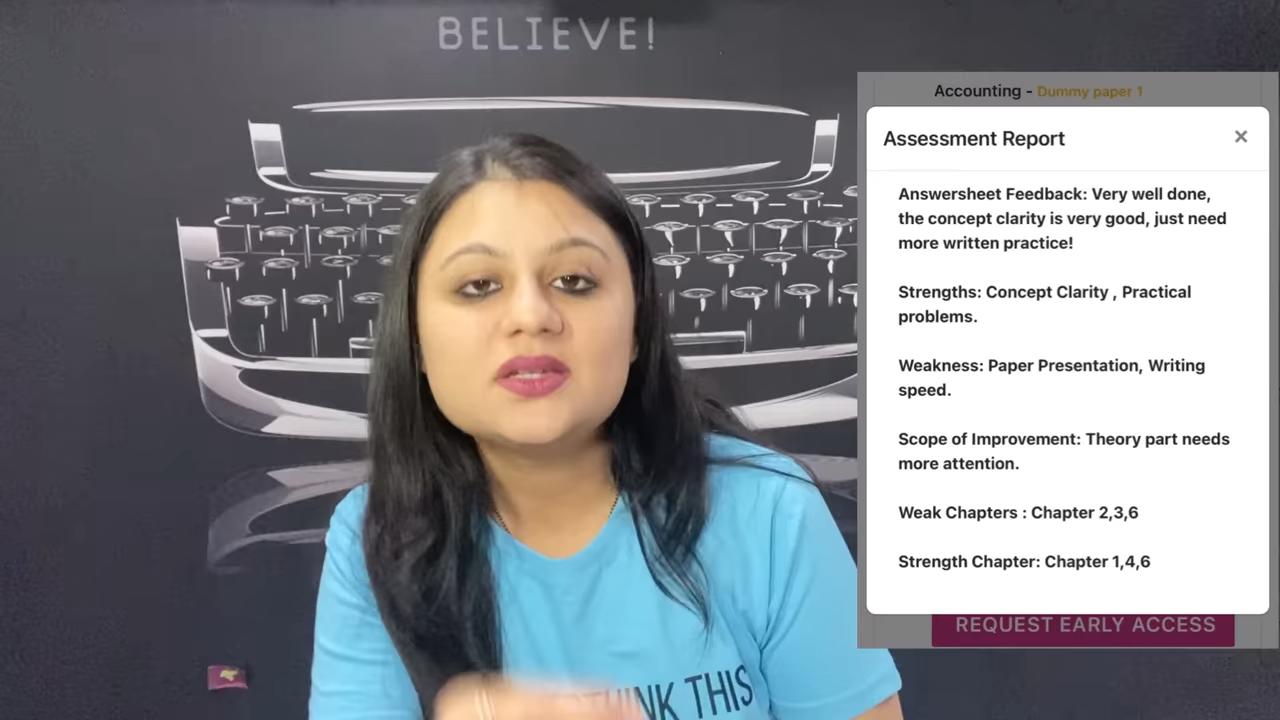 BELIEVE!
Accounting - Dummy paper 1
Assessment Report ×
Answersheet Feedback: Very well done,
the concept clarity is very good, just need
more written practice!
Strengths: Concept Clarity , Practical
problems.
Weakness: Paper Presentation, Writing
speed.
Scope of Improvement: Theory part needs
more attention.
Weak Chapters : Chapter 2,3,6
Strength Chapter: Chapter 1,4,6
REQUEST EARLY ACCESS
THINK THIS